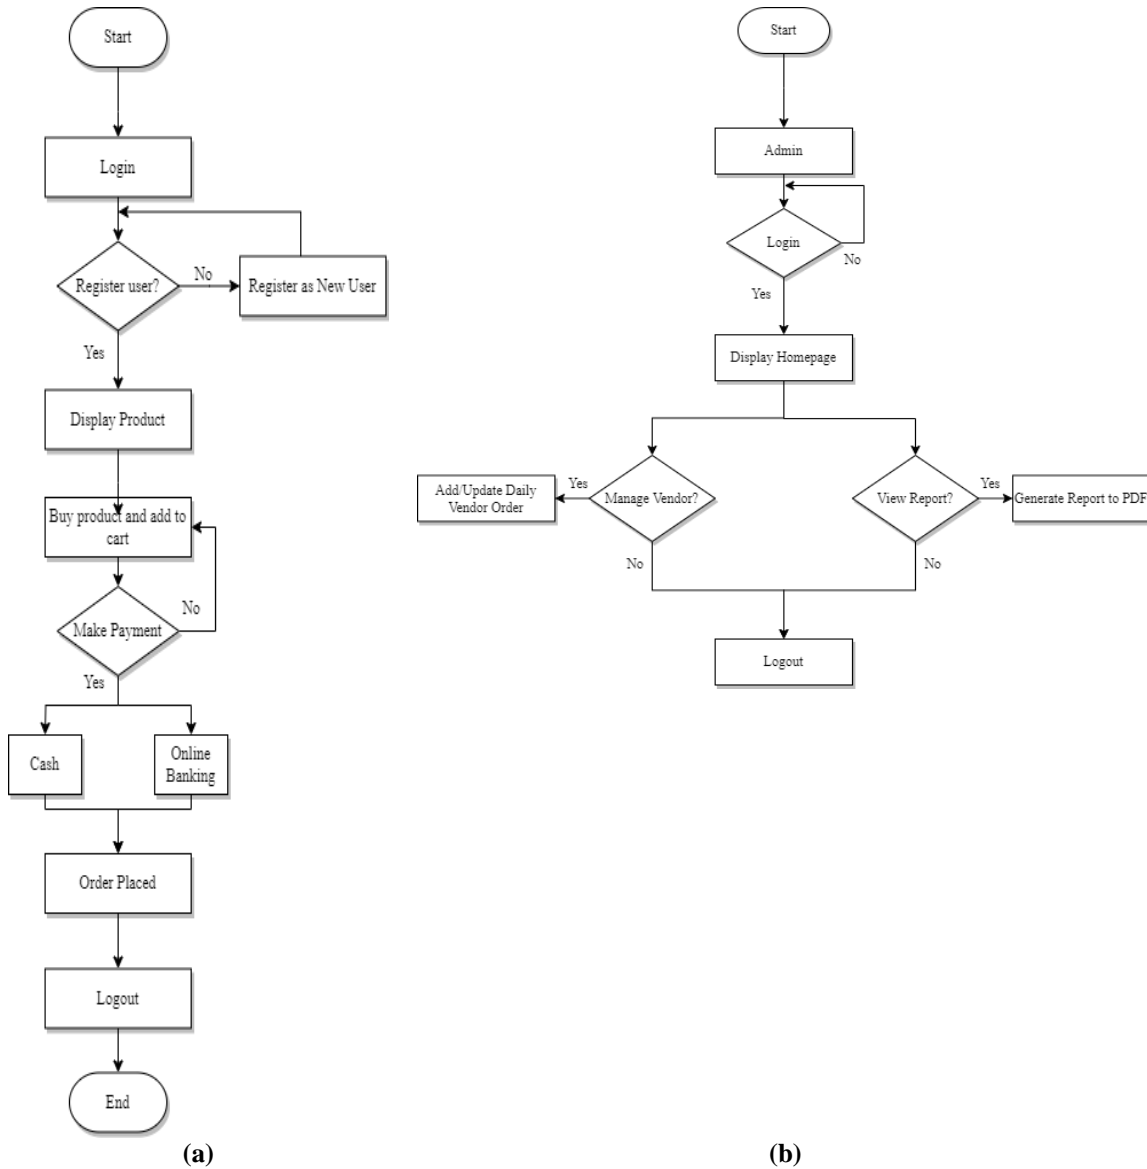 Start
Login
Register user?
No
Register as New User
Yes
Display Product
Buy product and add to
cart
No
Make Payment
Yes
Cash
Online
Banking
Order Placed
Logout
End
(a)
Start
Admin
Login
No
Yes
Display Homepage
Add/Update Daily
Vendor Order
Yes
Manage Vendor?
No
View Report?
Yes
Generate Report to PDF
No
Logout
(b)